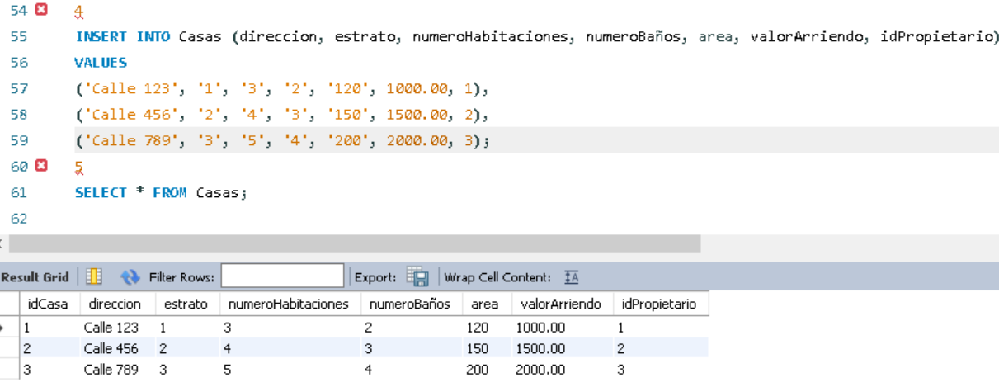 54 4
55 INSERT INTO Casas (direccion, estrato, numeroHabitaciones, numeroBaños, area, valorArriendo, idPropietario)
56 VALUES
57 ('Calle 123', '1', '3', '2', '120', 1000.00, 1),
58 ('Calle 456', '2', '4', '3', '150', 1500.00, 2),
59 ('Calle 789', '3', '5', '4', '200', 2000.00, 3);
60 5
61 SELECT * FROM Casas;
62
Result Grid Filter Rows: Export: Wrap Cell Content:
idCasa direccion estrato numeroHabitaciones numeroBaños area valorArriendo idPropietario
1 Calle 123 1 3 2 120 1000.00 1
2 Calle 456 2 4 3 150 1500.00 2
3 Calle 789 3 5 4 200 2000.00 3